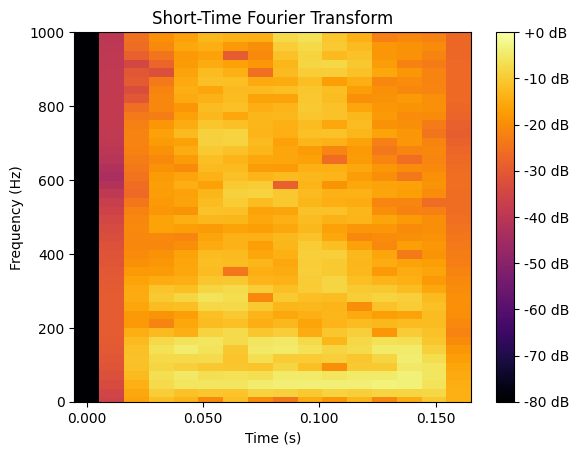 Short-Time Fourier Transform
1000
800
600
400
200
0
Frequency (Hz)
0.000
0.050
0.100
0.150
Time (s)
+0 dB
-10 dB
-20 dB
-30 dB
-40 dB
-50 dB
-60 dB
-70 dB
-80 dB